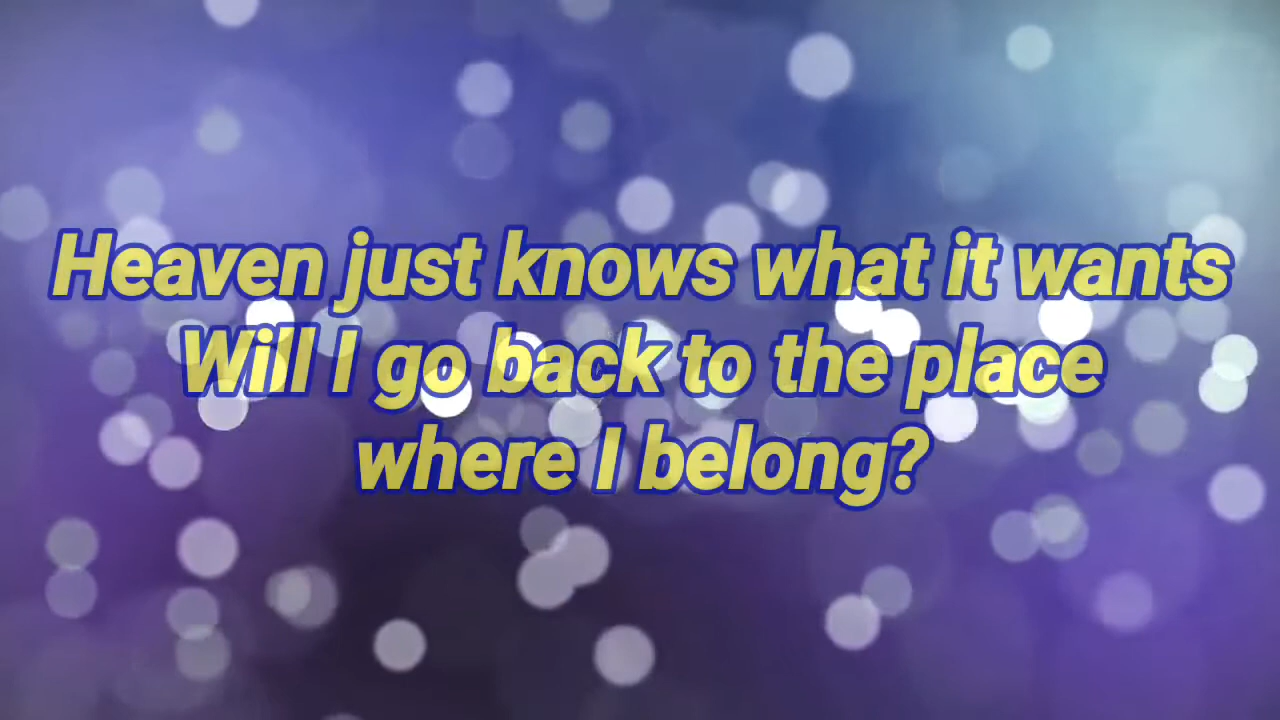 Heaven just knows what it wants
Will I go back to the place
where I belong?